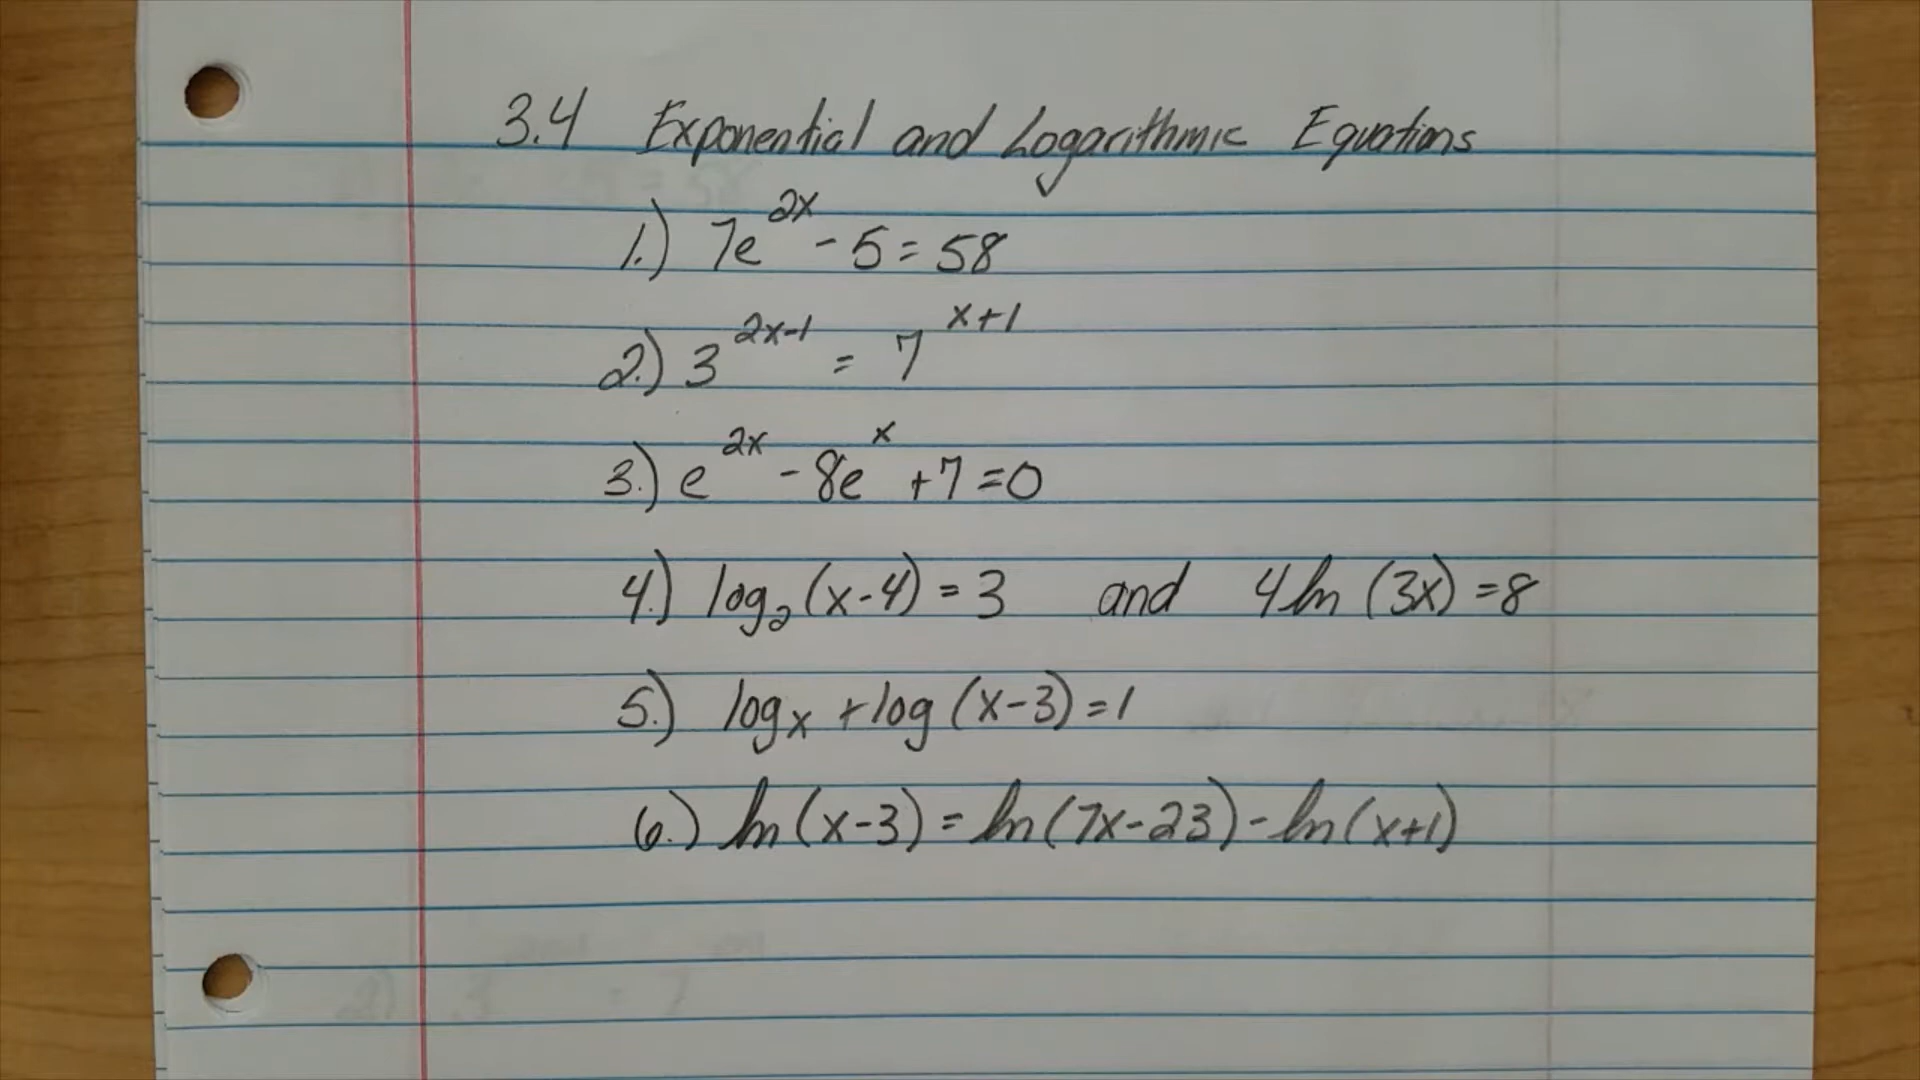 3.4 Exponential and Logarithmic Equations
1.) 7e^2x - 5 = 58
2.) 3^2x-1 = 7^x+1
3.) e^2x - 8e^x + 7 = 0
4.) log₂(x-4) = 3 and 4ln(3x) = 8
5.) log x + log(x-3) = 1
6.) ln(x-3) = ln(7x-23) - ln(x+1)